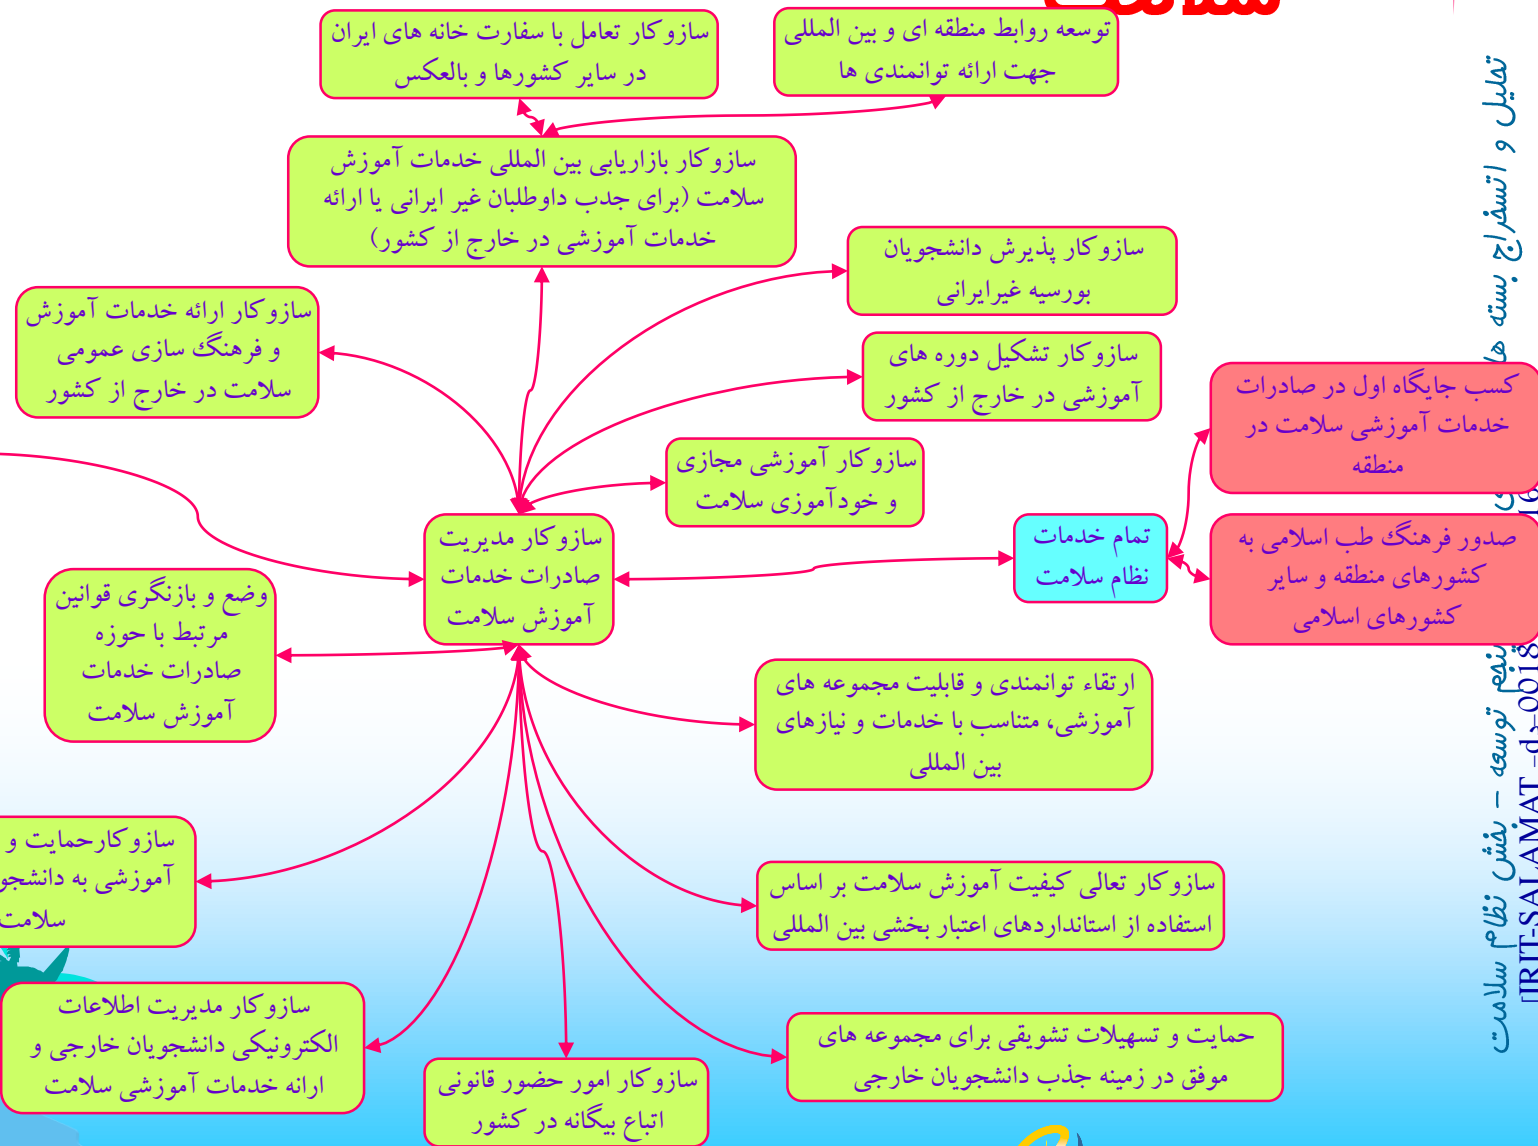 سلامت
توسعه روابط منطقه ای و بین المللی
جهت ارائه توانمندی ها
سازوکار تعامل با سفارت خانه های ایران
در سایر کشورها و بالعکس
سازوکار بازاریابی بین المللی خدمات آموزش
سلامت (برای جدب داوطلبان غیر ایرانی یا ارائه
خدمات آموزشی در خارج از کشور)
سازوکار پذیرش دانشجویان
بورسیه غیرایرانی
سازوکار ارائه خدمات آموزش
و فرهنگ سازی عمومی
سلامت در خارج از کشور
سازوکار تشکیل دوره های
آموزشی در خارج از کشور
کسب جایگاه اول در صادرات
خدمات آموزشی سلامت در
منطقه
سازوکار آموزشی مجازی
و خودآموزی سلامت
تمام خدمات
نظام سلامت
صدور فرهنگ طب اسلامی به
کشورهای منطقه و سایر
کشورهای اسلامی
سازوکار مدیریت
صادرات خدمات
آموزش سلامت
وضع و بازنگری قوانین
مرتبط با حوزه
صادرات خدمات
آموزش سلامت
ارتقاء توانمندی و قابلیت مجموعه های
آموزشی، متناسب با خدمات و نیازهای
بین المللی
سازوکارحمایت و
آموزشی به دانشجو
سلامت
سازوکار تعالی کیفیت آموزش سلامت بر اساس
استفاده از استانداردهای اعتبار بخشی بین المللی
سازوکار مدیریت اطلاعات
الکترونیکی دانشجویان خارجی و
ارانه خدمات آموزشی سلامت
حمایت و تسهیلات تشویقی برای مجموعه های
موفق در زمینه جذب دانشجویان خارجی
سازوکار امور حضور قانونی
اتباع بیگانه در کشور
تحلیل و استفراج بسته ها
توسعه – بخش نظام سلامت